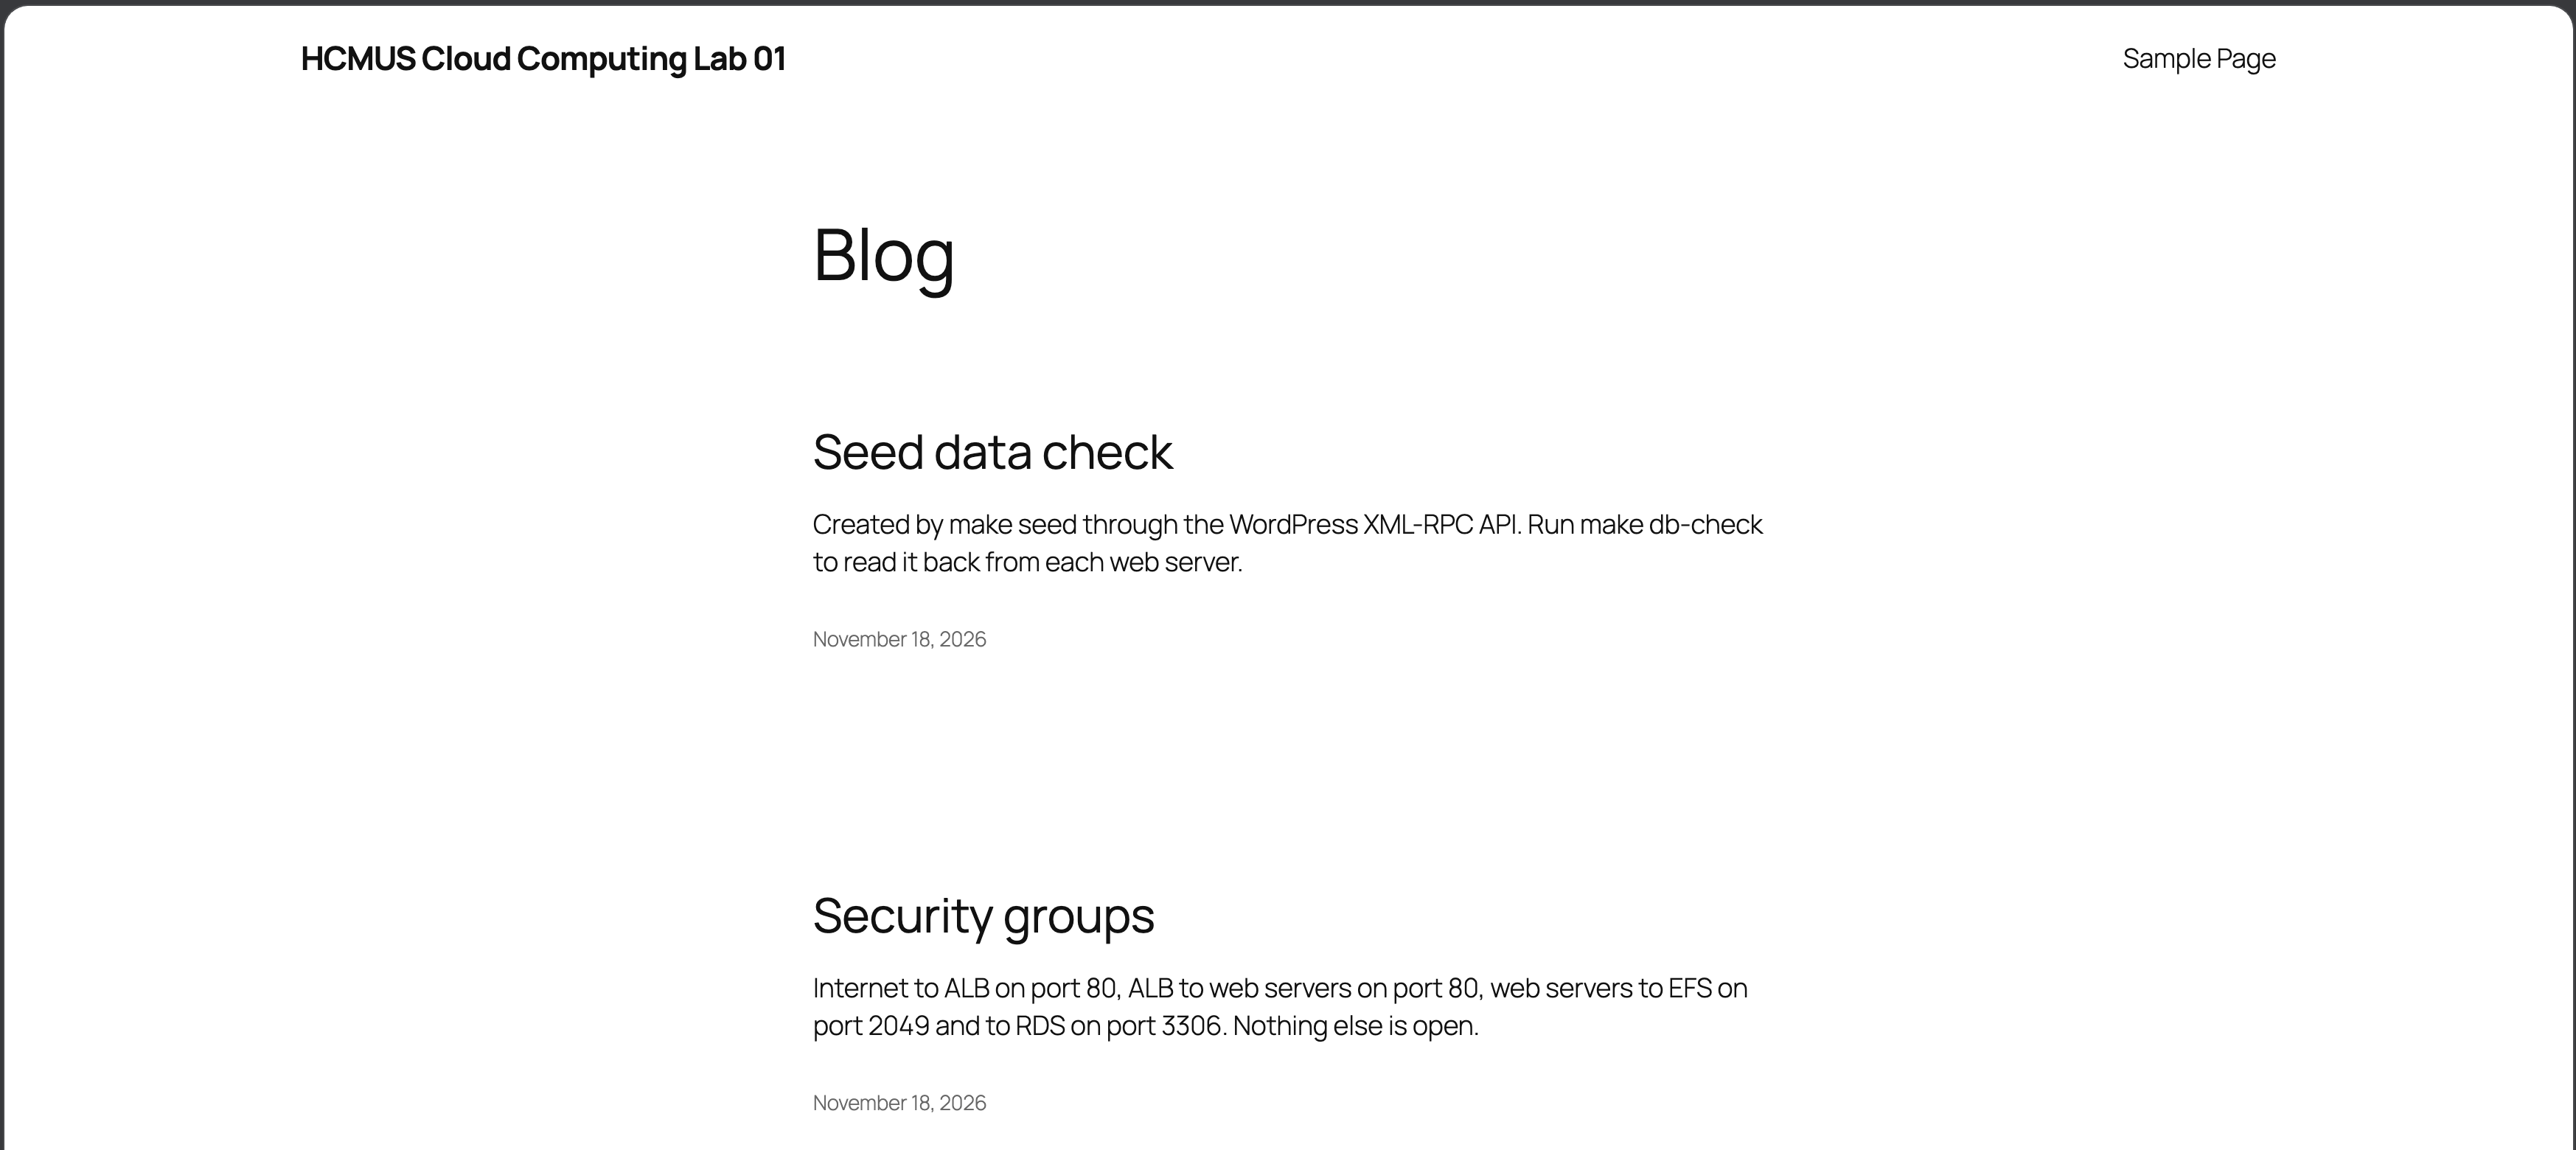 HCMUS Cloud Computing Lab 01
Sample Page
Blog
Seed data check
Created by make seed through the WordPress XML-RPC API. Run make db-check
to read it back from each web server.
November 18, 2026
Security groups
Internet to ALB on port 80, ALB to web servers on port 80, web servers to EFS on
port 2049 and to RDS on port 3306. Nothing else is open.
November 18, 2026